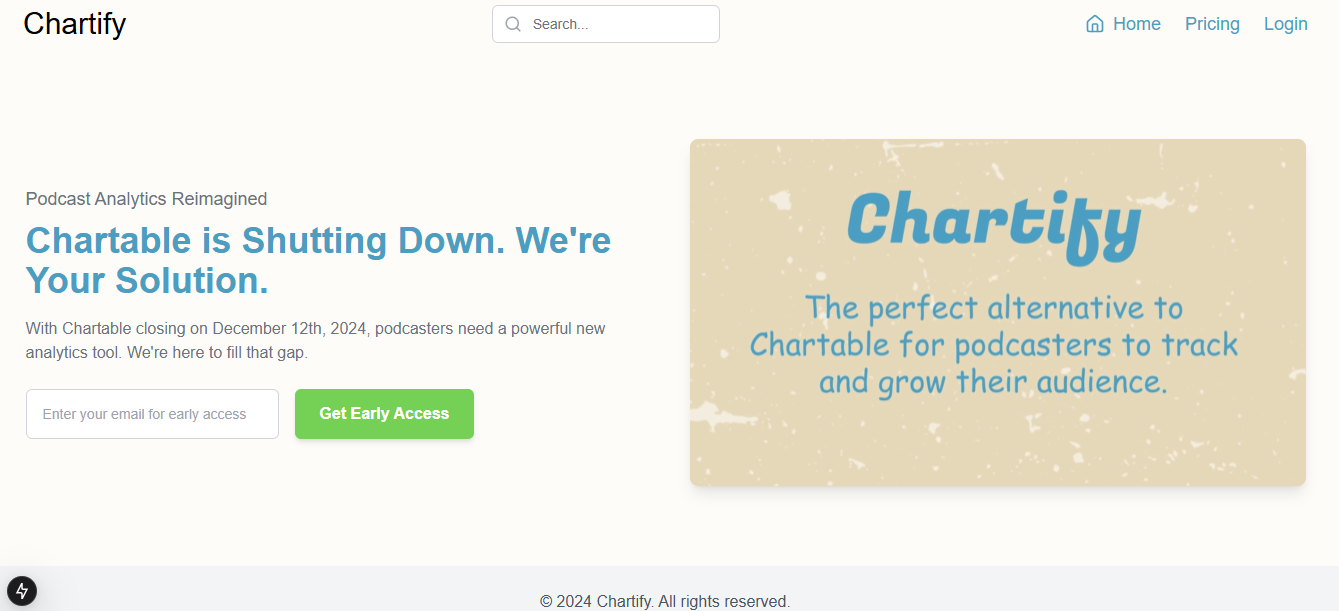 Chartify
Search...
Home
Pricing
Login
Podcast Analytics Reimagined
Chartable is Shutting Down. We're
Your Solution.
With Chartable closing on December 12th, 2024, podcasters need a powerful new
analytics tool. We're here to fill that gap.
Enter your email for early access
Get Early Access
Chartify
The perfect alternative to
Chartable for podcasters to track
and grow their audience.
© 2024 Chartify. All rights reserved.